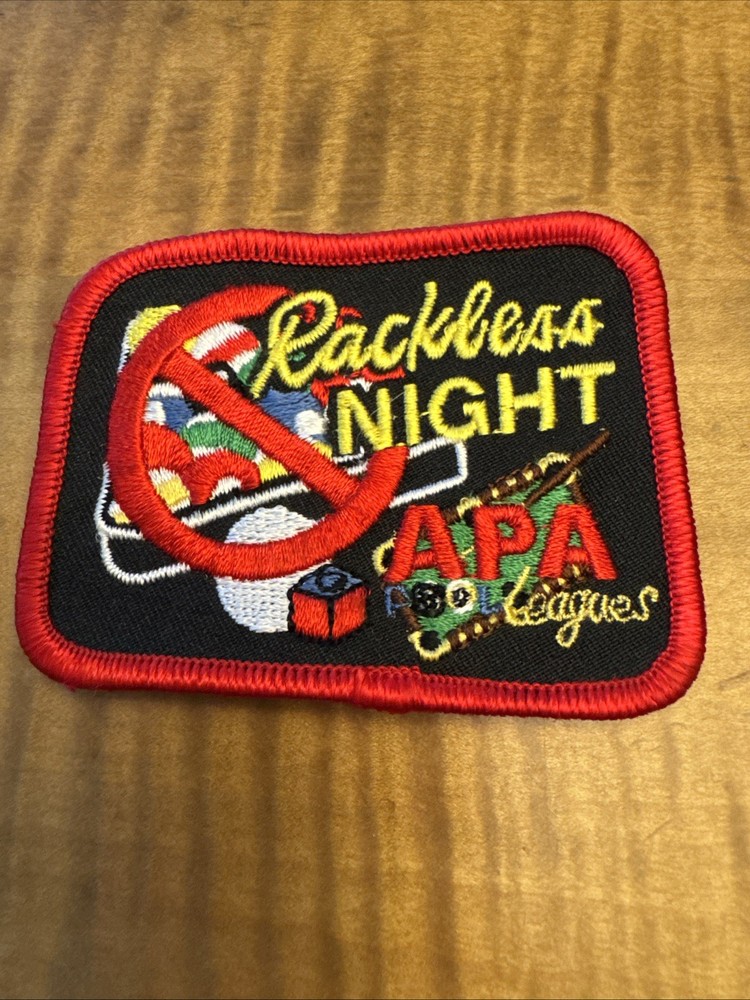 Rackless
NIGHT
APA
POOL Leagues